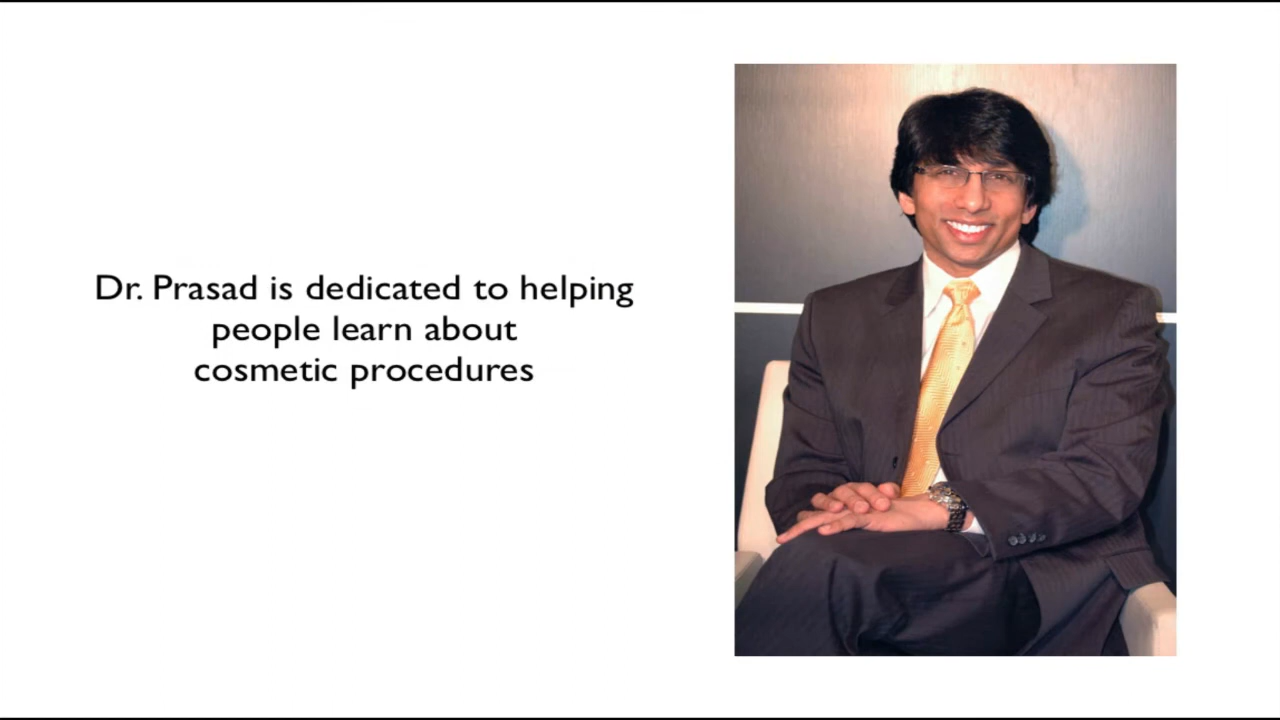 Dr. Prasad is dedicated to helping
people learn about
cosmetic procedures